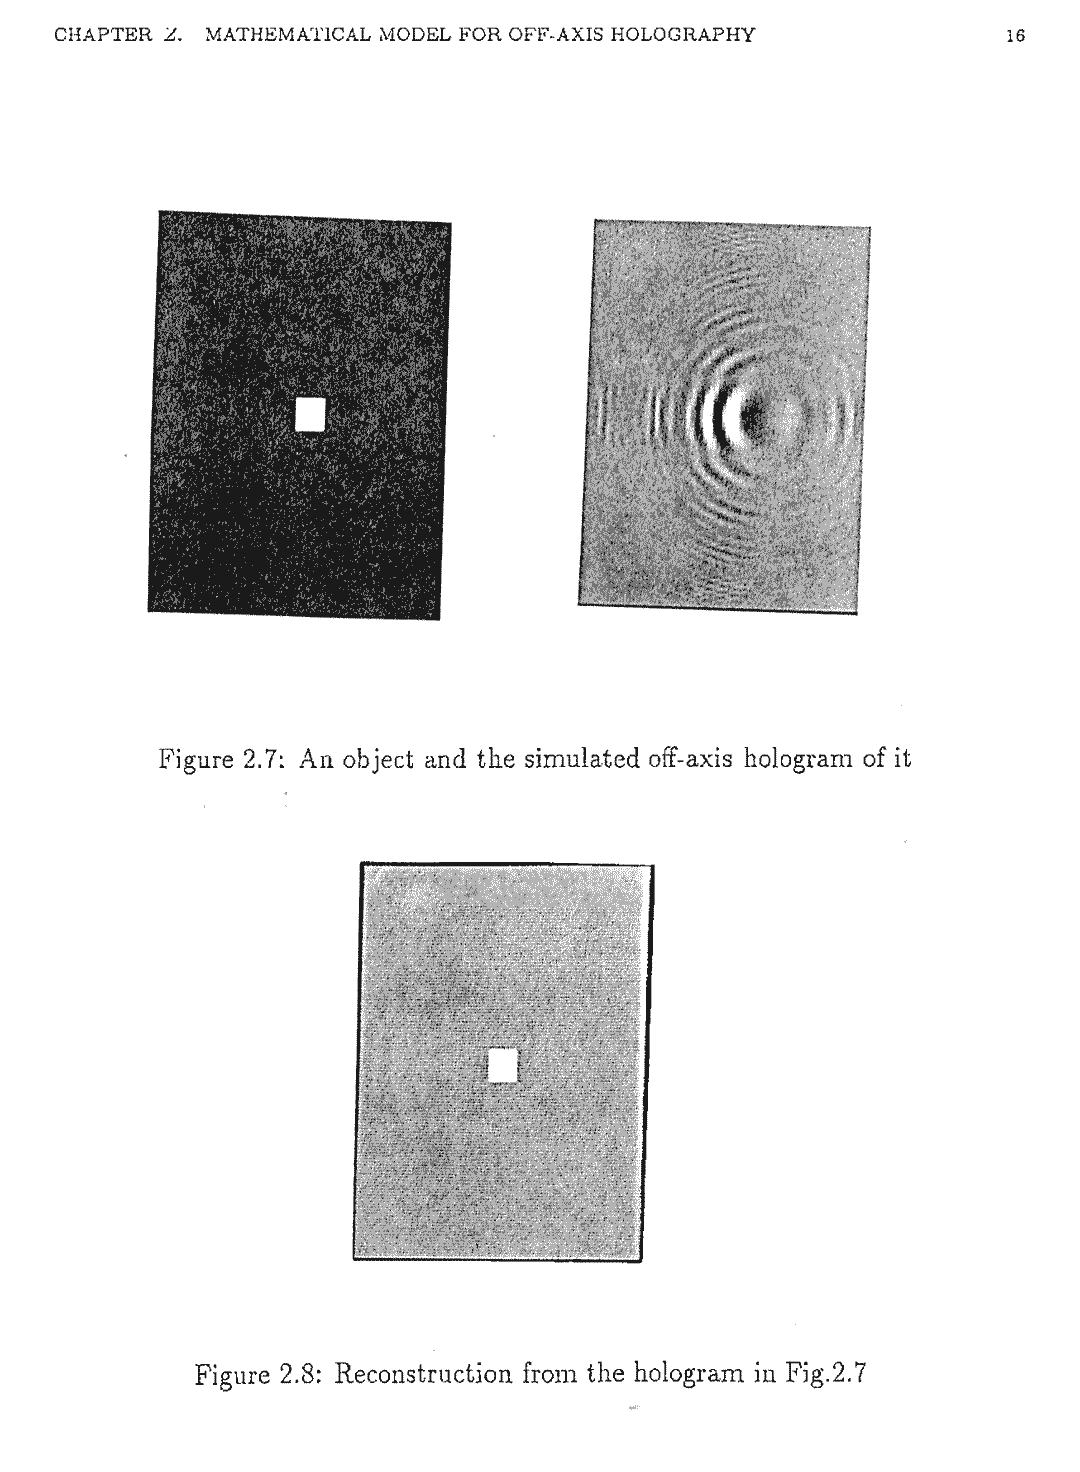 CHAPTER 2. MATHEMATICAL MODEL FOR OFF-AXIS HOLOGRAPHY 16
Figure 2.7: An object and the simulated off-axis hologram of it
Figure 2.8: Reconstruction from the hologram in Fig.2.7